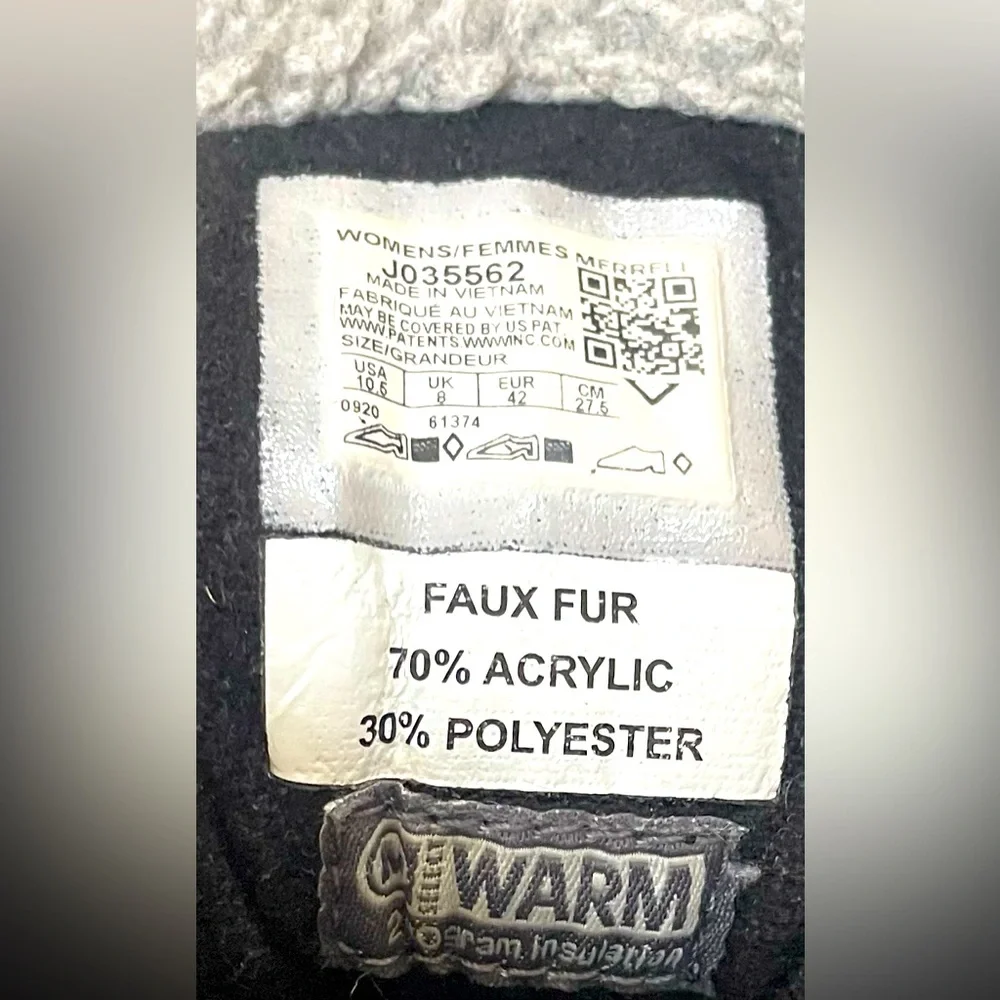 WOMENS/FEMMES MERRELL
J035562
MADE IN VIETNAM
FABRIQUÉ AU VIETNAM
MAY BE COVERED BY US PAT.
WWW.PATENTS WWWINC COM
SIZE/GRANDEUR
USA UK EUR CM
10.5 8 42 27.5
0920 61374
FAUX FUR
70% ACRYLIC
30% POLYESTER
M WARM
gram insulation